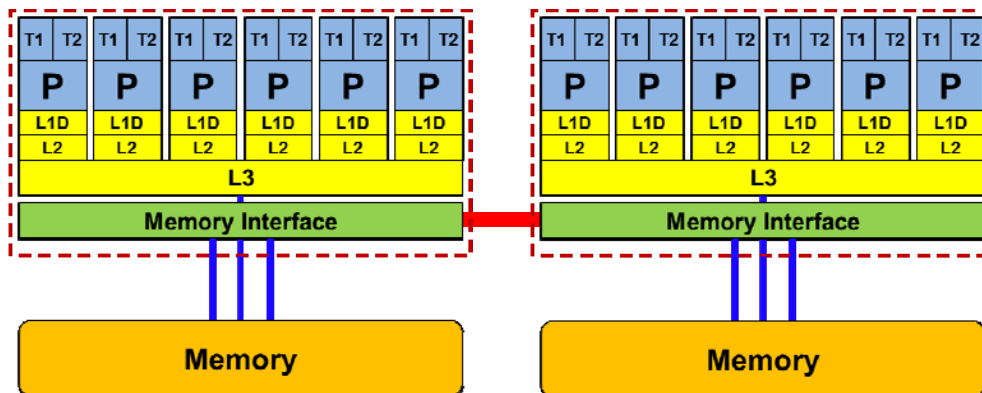 T1 T2 T1 T2 T1 T2 T1 T2 T1 T2 T1 T2 T1 T2 T1 T2 T1 T2 T1 T2 T1 T2 T1 T2
P P P P P P P P P P P P
L1D L1D L1D L1D L1D L1D L1D L1D L1D L1D L1D L1D
L2 L2 L2 L2 L2 L2 L2 L2 L2 L2 L2 L2
L3 L3
Memory Interface Memory Interface
Memory Memory